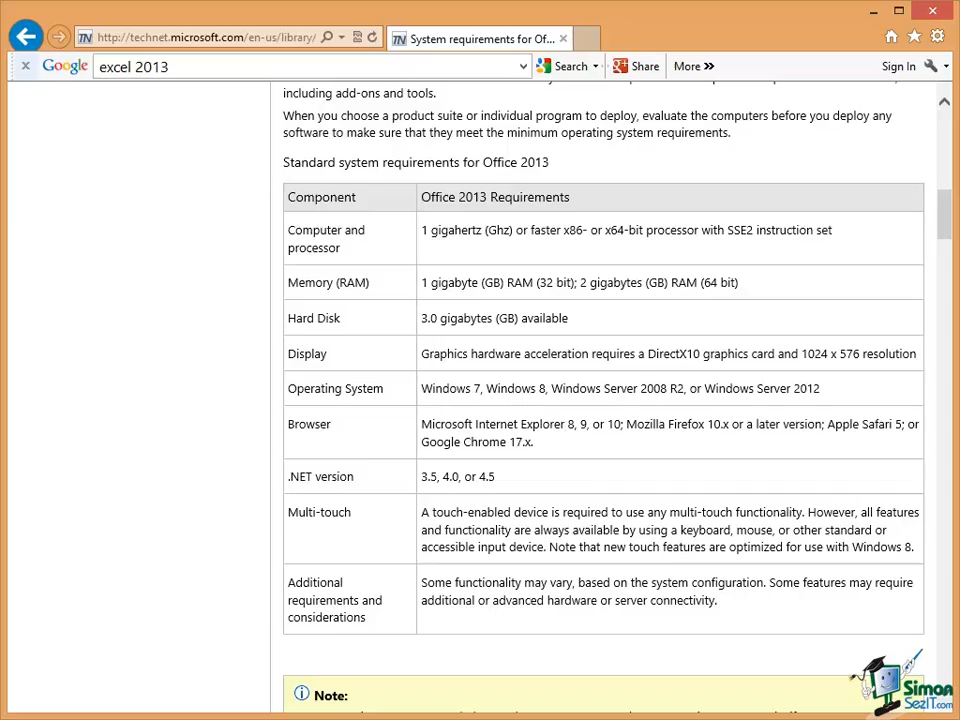 http://technet.microsoft.com/en-us/library/
TN
System requirements for Of...
Google
excel 2013
Search
Share
More »
Sign In
including add-ons and tools.
When you choose a product suite or individual program to deploy, evaluate the computers before you deploy any
software to make sure that they meet the minimum operating system requirements.
Standard system requirements for Office 2013
Component
Office 2013 Requirements
Computer and
processor
1 gigahertz (Ghz) or faster x86- or x64-bit processor with SSE2 instruction set
Memory (RAM)
1 gigabyte (GB) RAM (32 bit); 2 gigabytes (GB) RAM (64 bit)
Hard Disk
3.0 gigabytes (GB) available
Display
Graphics hardware acceleration requires a DirectX10 graphics card and 1024 x 576 resolution
Operating System
Windows 7, Windows 8, Windows Server 2008 R2, or Windows Server 2012
Browser
Microsoft Internet Explorer 8, 9, or 10; Mozilla Firefox 10.x or a later version; Apple Safari 5; or
Google Chrome 17.x.
.NET version
3.5, 4.0, or 4.5
Multi-touch
A touch-enabled device is required to use any multi-touch functionality. However, all features
and functionality are always available by using a keyboard, mouse, or other standard or
accessible input device. Note that new touch features are optimized for use with Windows 8.
Additional
requirements and
considerations
Some functionality may vary, based on the system configuration. Some features may require
additional or advanced hardware or server connectivity.
Note:
Simon
SezIT.com